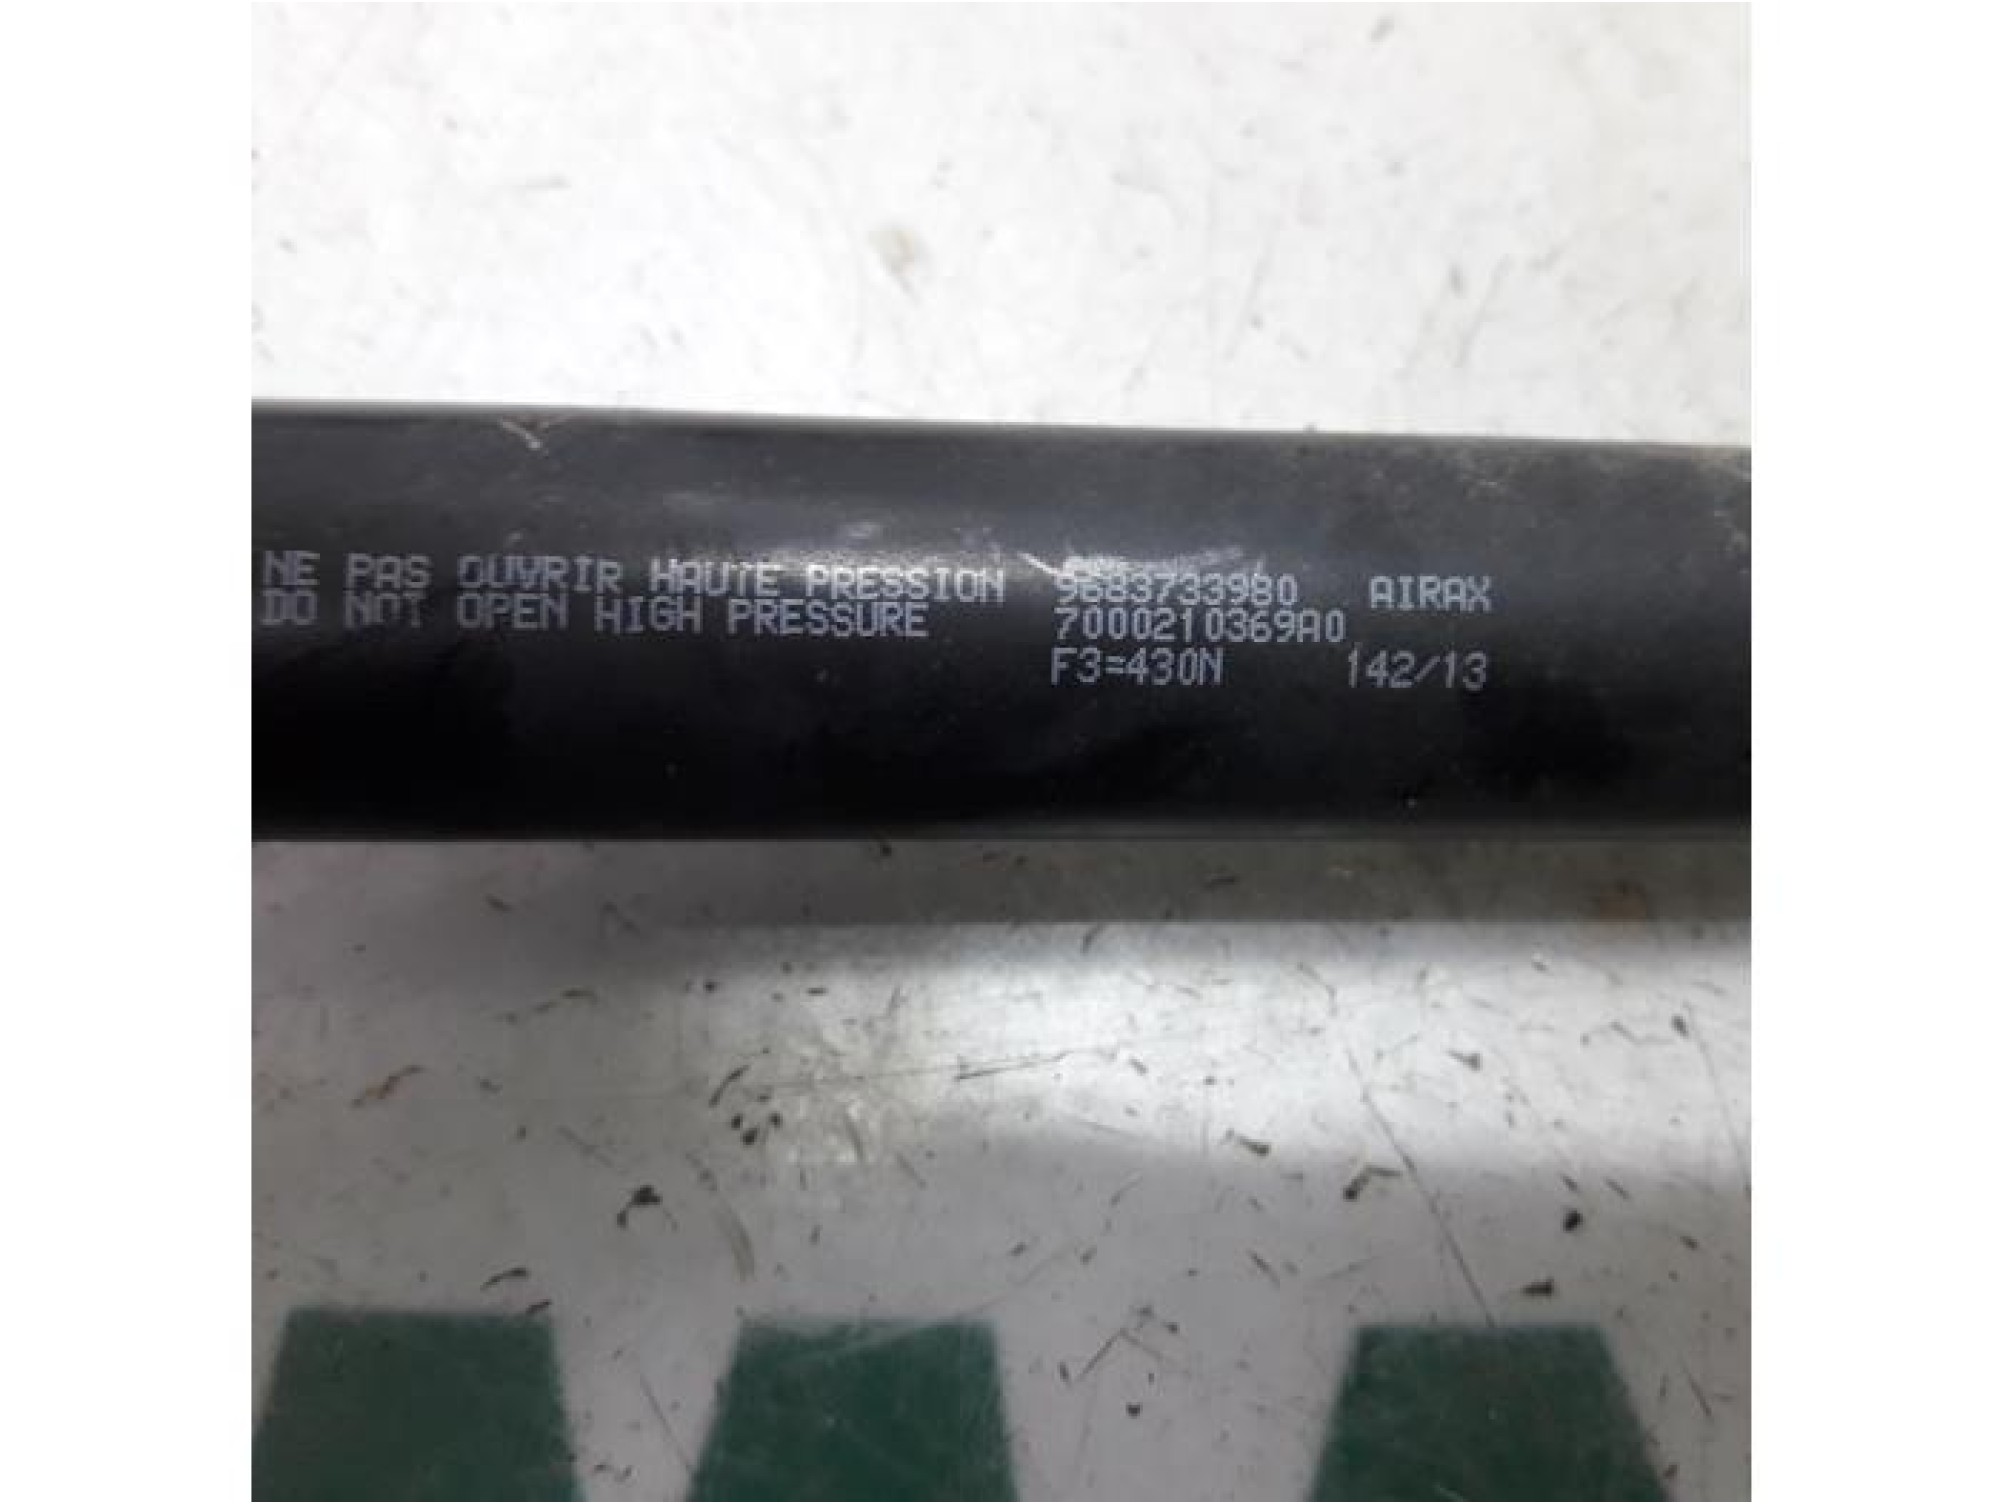 NE PAS OUVRIR HAUTE PRESSION 9683733980 AIRAX
DO NOT OPEN HIGH PRESSURE 7000210369A0
F3=430N 142/13